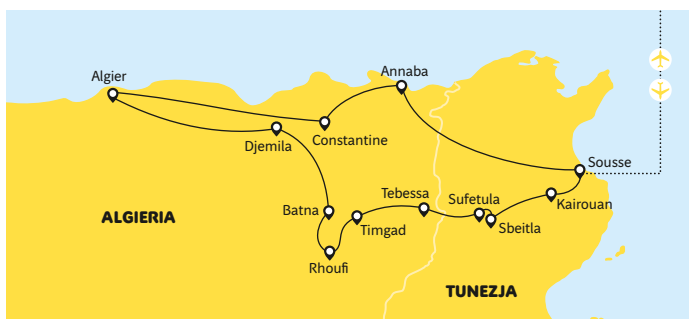 Annaba
Algier
Constantine
Djemila
Sousse
Tebessa
Sufetula
Kairouan
Batna
ALGIERIA
Timgad
Sbeitla
Rhoufi
TUNEZJA